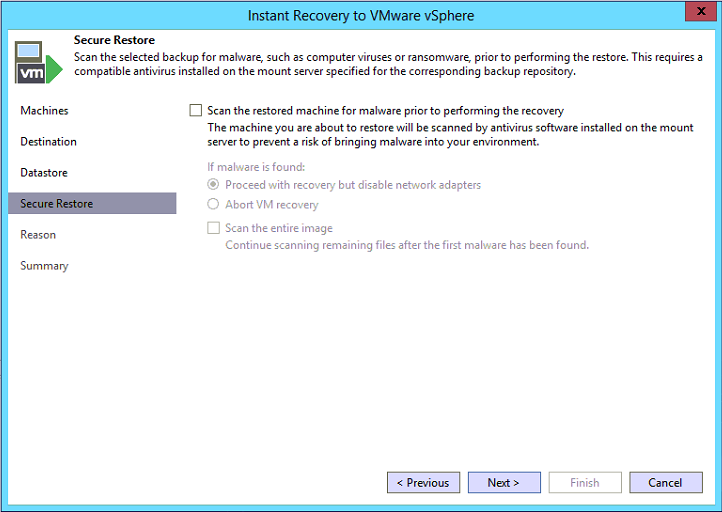 Instant Recovery to VMware vSphere
X
vm
Secure Restore
Scan the selected backup for malware, such as computer viruses or ransomware, prior to performing the restore. This requires a
compatible antivirus installed on the mount server specified for the corresponding backup repository.
Machines
Destination
Datastore
Secure Restore
Reason
Summary
Scan the restored machine for malware prior to performing the recovery
The machine you are about to restore will be scanned by antivirus software installed on the mount
server to prevent a risk of bringing malware into your environment.
If malware is found:
Proceed with recovery but disable network adapters
Abort VM recovery
Scan the entire image
Continue scanning remaining files after the first malware has been found.
< Previous
Next >
Finish
Cancel